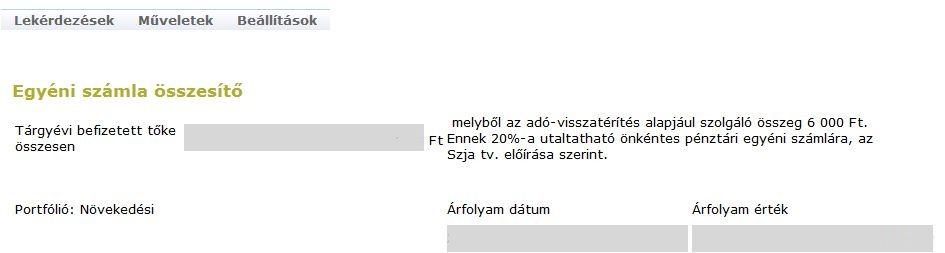 Lekérdezések Műveletek Beállítások
Egyéni számla összesítő
Tárgyévi befizetett tőke
összesen
Ft
melyből az adó-visszatérítés alapjául szolgáló összeg 6 000 Ft.
Ennek 20%-a utaltatható önkéntes pénztári egyéni számlára, az
Szja tv. előírása szerint.
Portfólió: Növekedési Árfolyam dátum Árfolyam érték